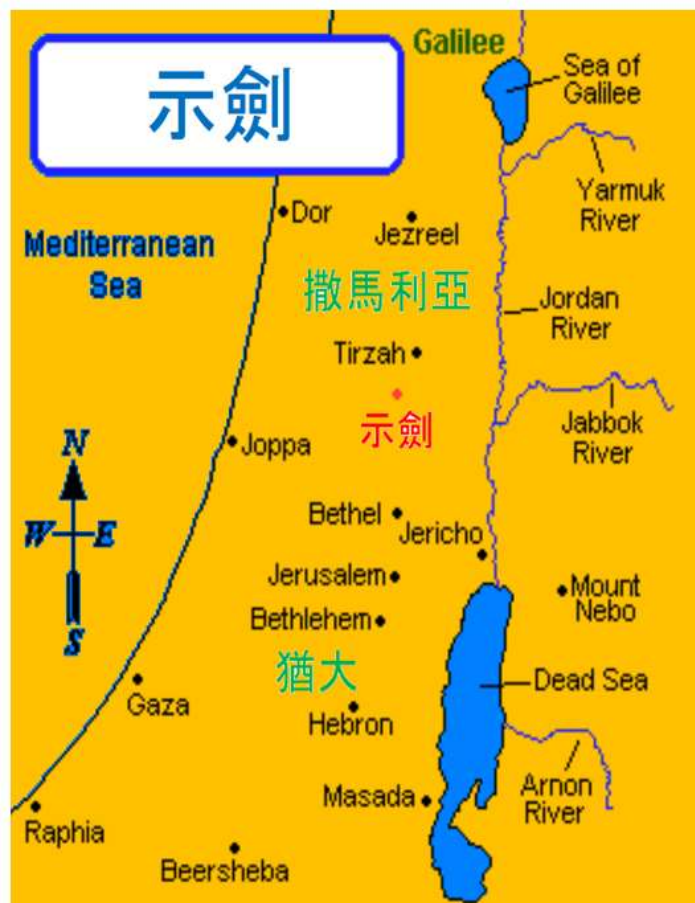 示劍
Galilee
Sea of
Galilee
Yarmuk
River
Dor
Jezreel
Mediterranean
Sea
撒馬利亞
Jordan
River
Tirzah
示劍
Jabbok
River
Joppa
N
W
E
S
Bethel
Jericho
Jerusalem
Mount
Nebo
Bethlehem
猶大
Dead Sea
Gaza
Hebron
Masada
Arnon
River
Raphia
Beersheba